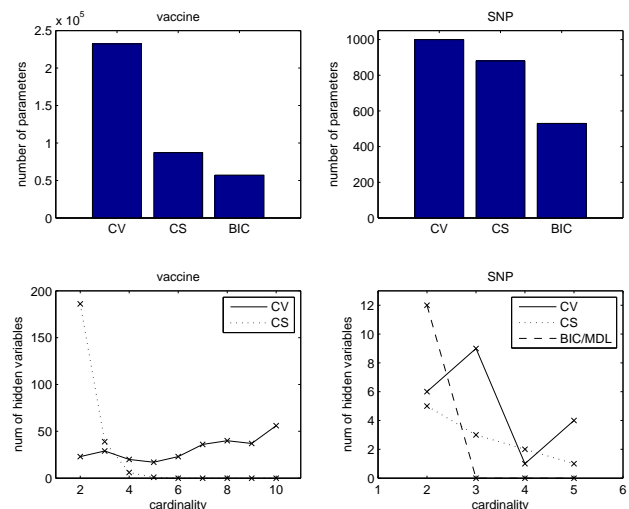 vaccine
x 10^5
2.5
2
1.5
1
0.5
0
number of parameters
CV CS BIC
SNP
1000
800
600
400
200
0
number of parameters
CV CS BIC
vaccine
200
150
100
50
0
num of hidden variables
CV
CS
2 4 6 8 10
cardinality
SNP
12
10
8
6
4
2
0
num of hidden variables
CV
CS
BIC/MDL
1 2 3 4 5 6
cardinality